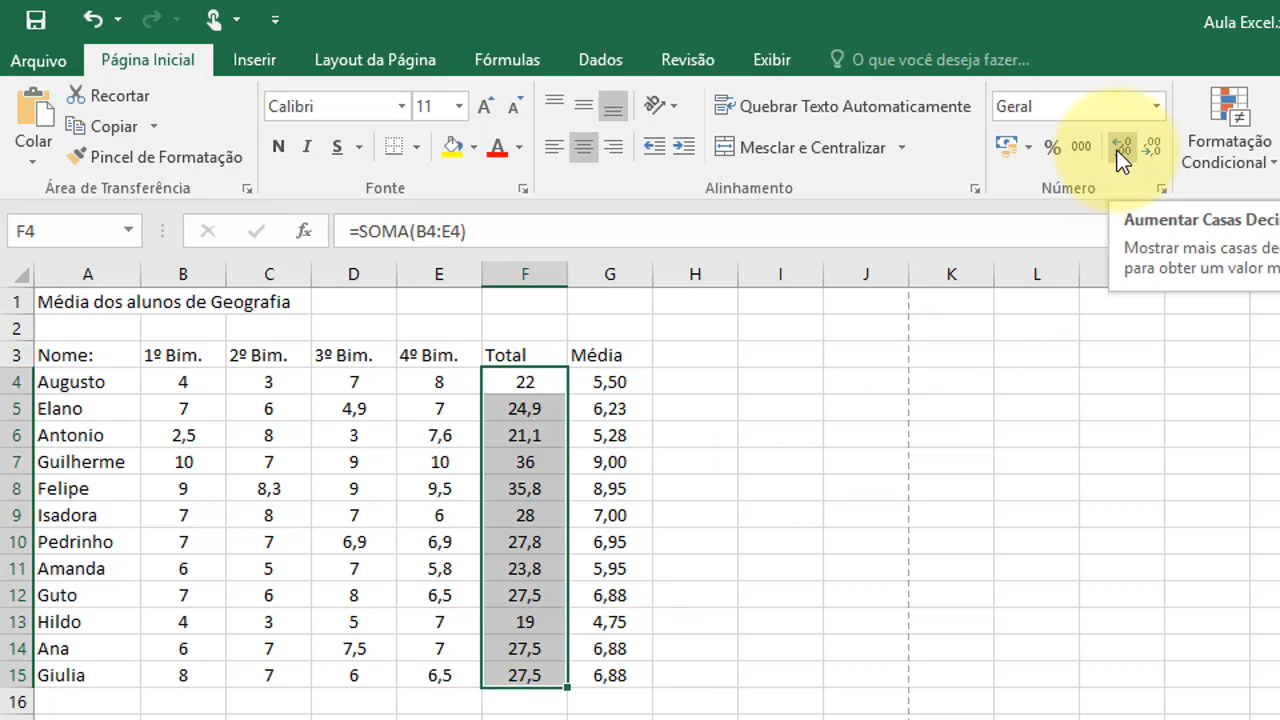 Aula Excel.
Arquivo Página Inicial Inserir Layout da Página Fórmulas Dados Revisão Exibir O que você deseja fazer...
Colar
Recortar
Copiar
Pincel de Formatação
Área de Transferência
Calibri 11
N I S A
Fonte
Quebrar Texto Automaticamente
Mesclar e Centralizar
Alinhamento
Geral
% 000 ,00 ,0
Número
Formatação
Condicional
F4 fx =SOMA(B4:E4)
Aumentar Casas Deci
Mostrar mais casas de
para obter um valor m
A B C D E F G H I J K L
1 Média dos alunos de Geografia
2
3 Nome: 1º Bim. 2º Bim. 3º Bim. 4º Bim. Total Média
4 Augusto 4 3 7 8 22 5,50
5 Elano 7 6 4,9 7 24,9 6,23
6 Antonio 2,5 8 3 7,6 21,1 5,28
7 Guilherme 10 7 9 10 36 9,00
8 Felipe 9 8,3 9 9,5 35,8 8,95
9 Isadora 7 8 7 6 28 7,00
10 Pedrinho 7 7 6,9 6,9 27,8 6,95
11 Amanda 6 5 7 5,8 23,8 5,95
12 Guto 7 6 8 6,5 27,5 6,88
13 Hildo 4 3 5 7 19 4,75
14 Ana 6 7 7,5 7 27,5 6,88
15 Giulia 8 7 6 6,5 27,5 6,88
16